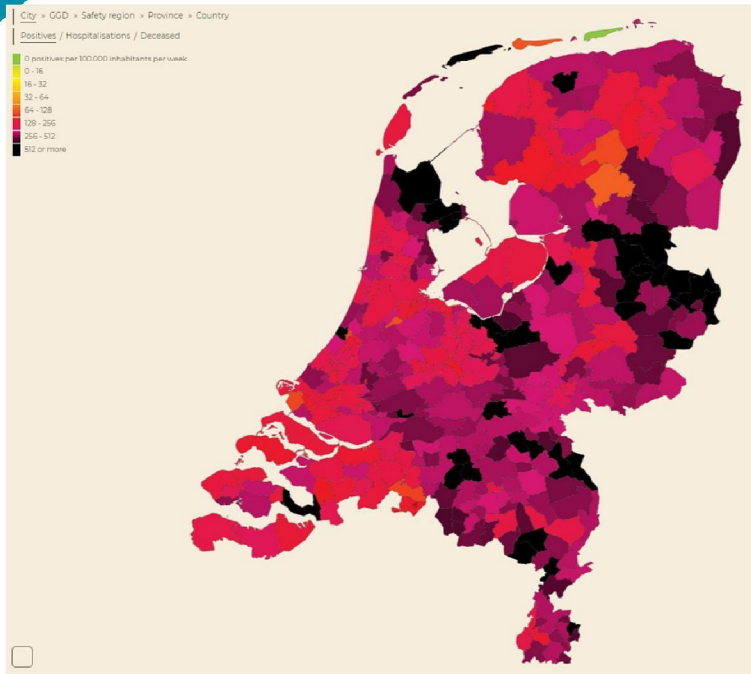 City » GGD » Safety region » Province » Country
Positives / Hospitalisations / Deceased
0 positives per 100.000 inhabitants per week
0 - 16
16 - 32
32 - 64
64 - 128
128 - 256
256 - 512
512 or more